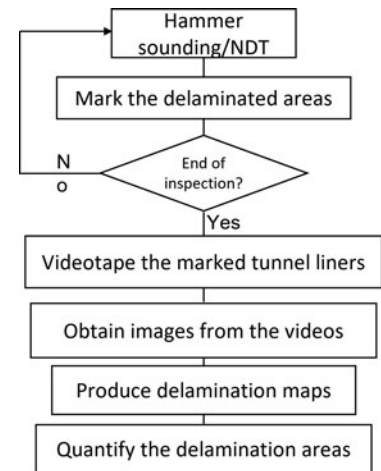 Hammer
sounding/NDT
Mark the delaminated areas
N
o
End of
inspection?
Yes
Videotape the marked tunnel liners
Obtain images from the videos
Produce delamination maps
Quantify the delamination areas